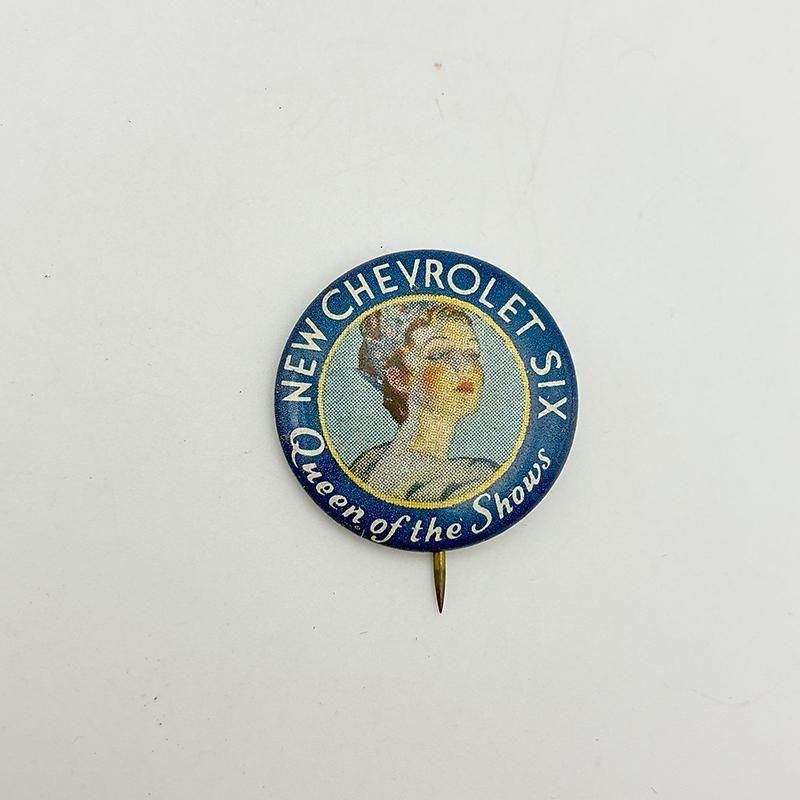 NEW CHEVROLET SIX
Queen of the Shows